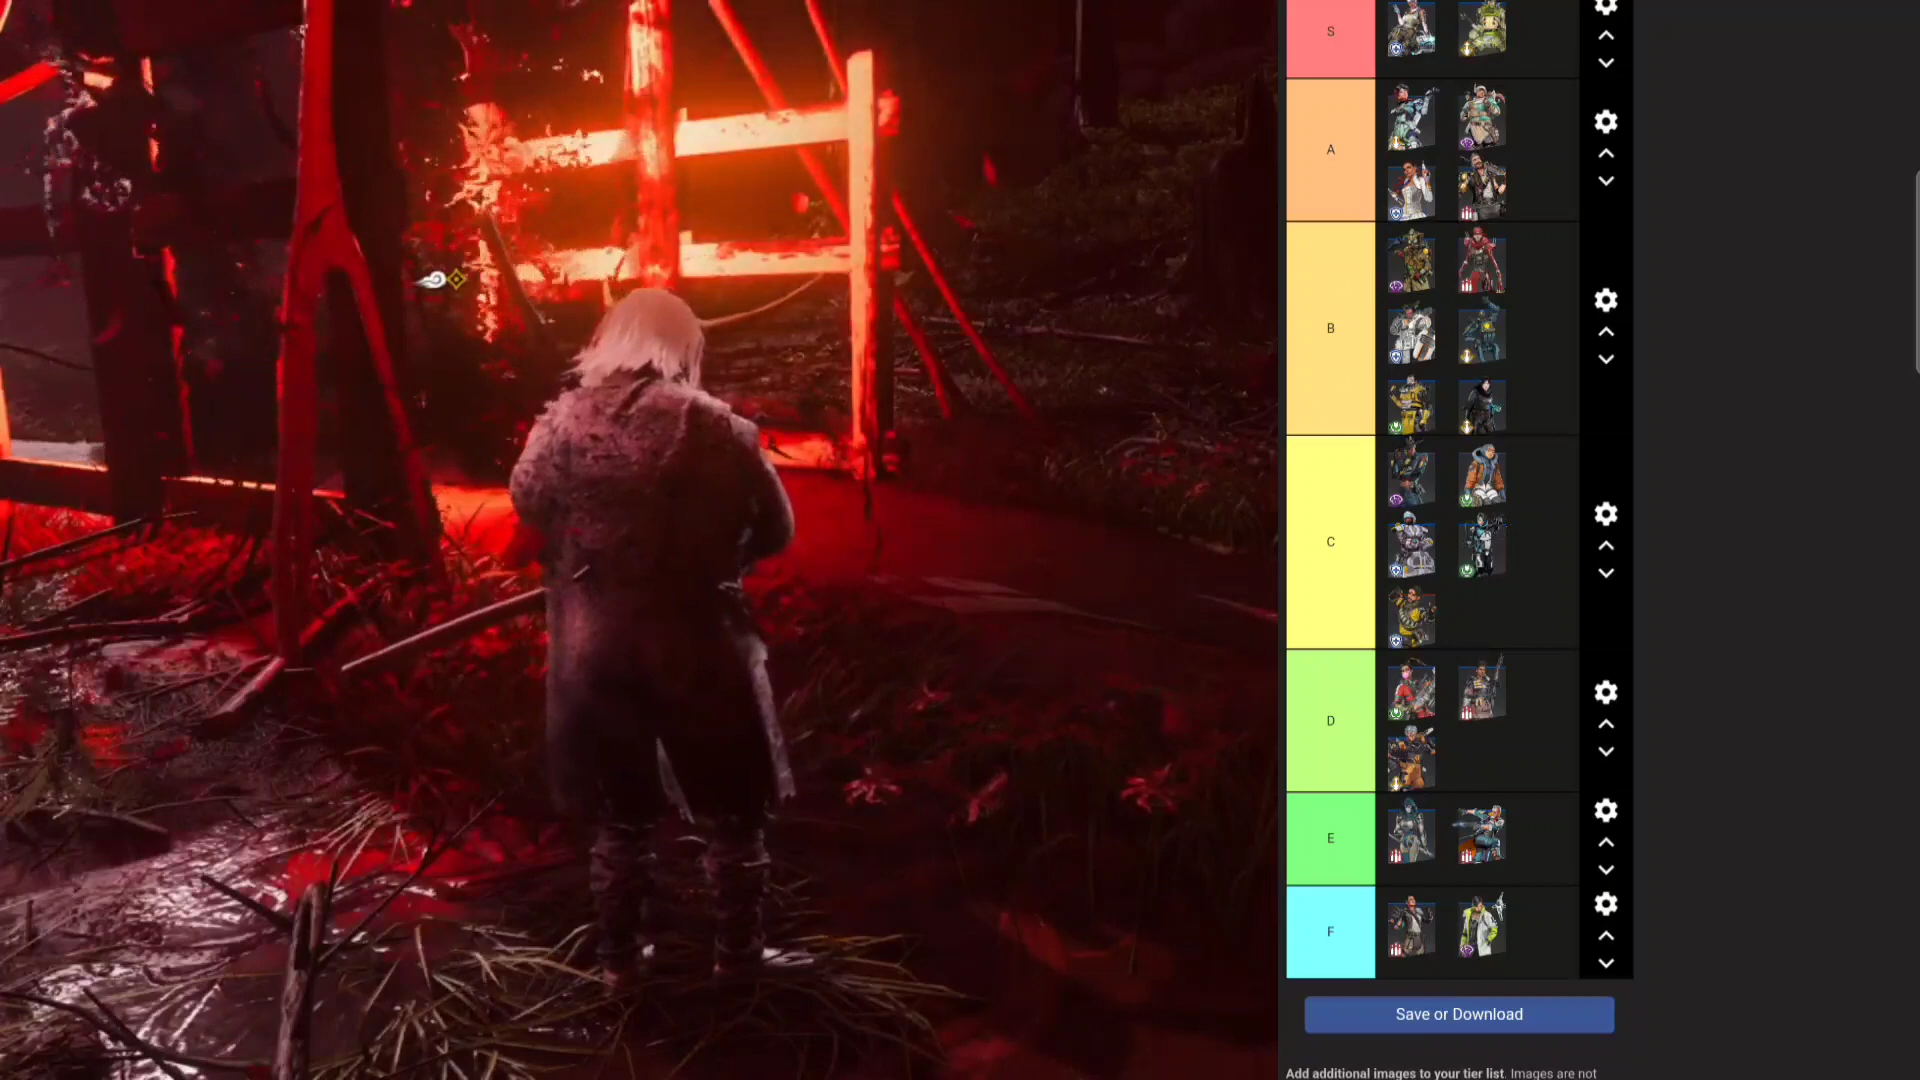 S
A
B
C
D
E
F
Save or Download
Add additional images to your tier list. Images are not